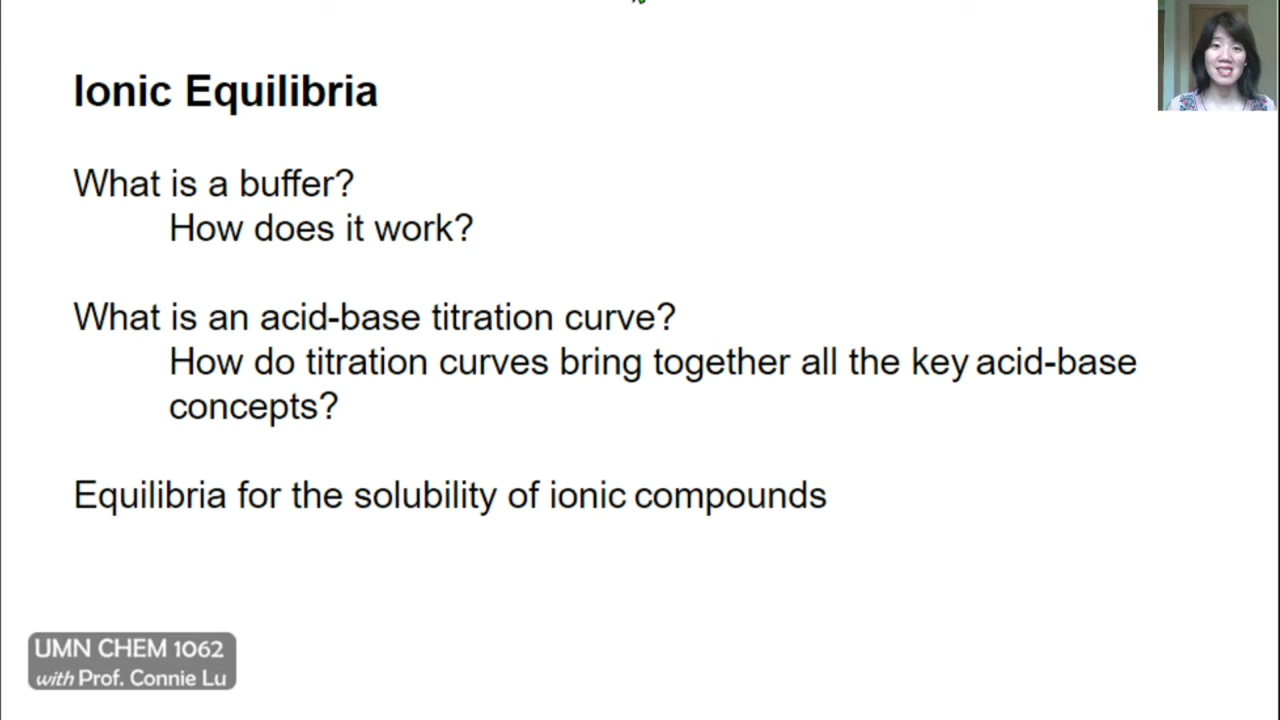 Ionic Equilibria
What is a buffer?
How does it work?
What is an acid-base titration curve?
How do titration curves bring together all the key acid-base
concepts?
Equilibria for the solubility of ionic compounds
UMN CHEM 1062
with Prof. Connie Lu